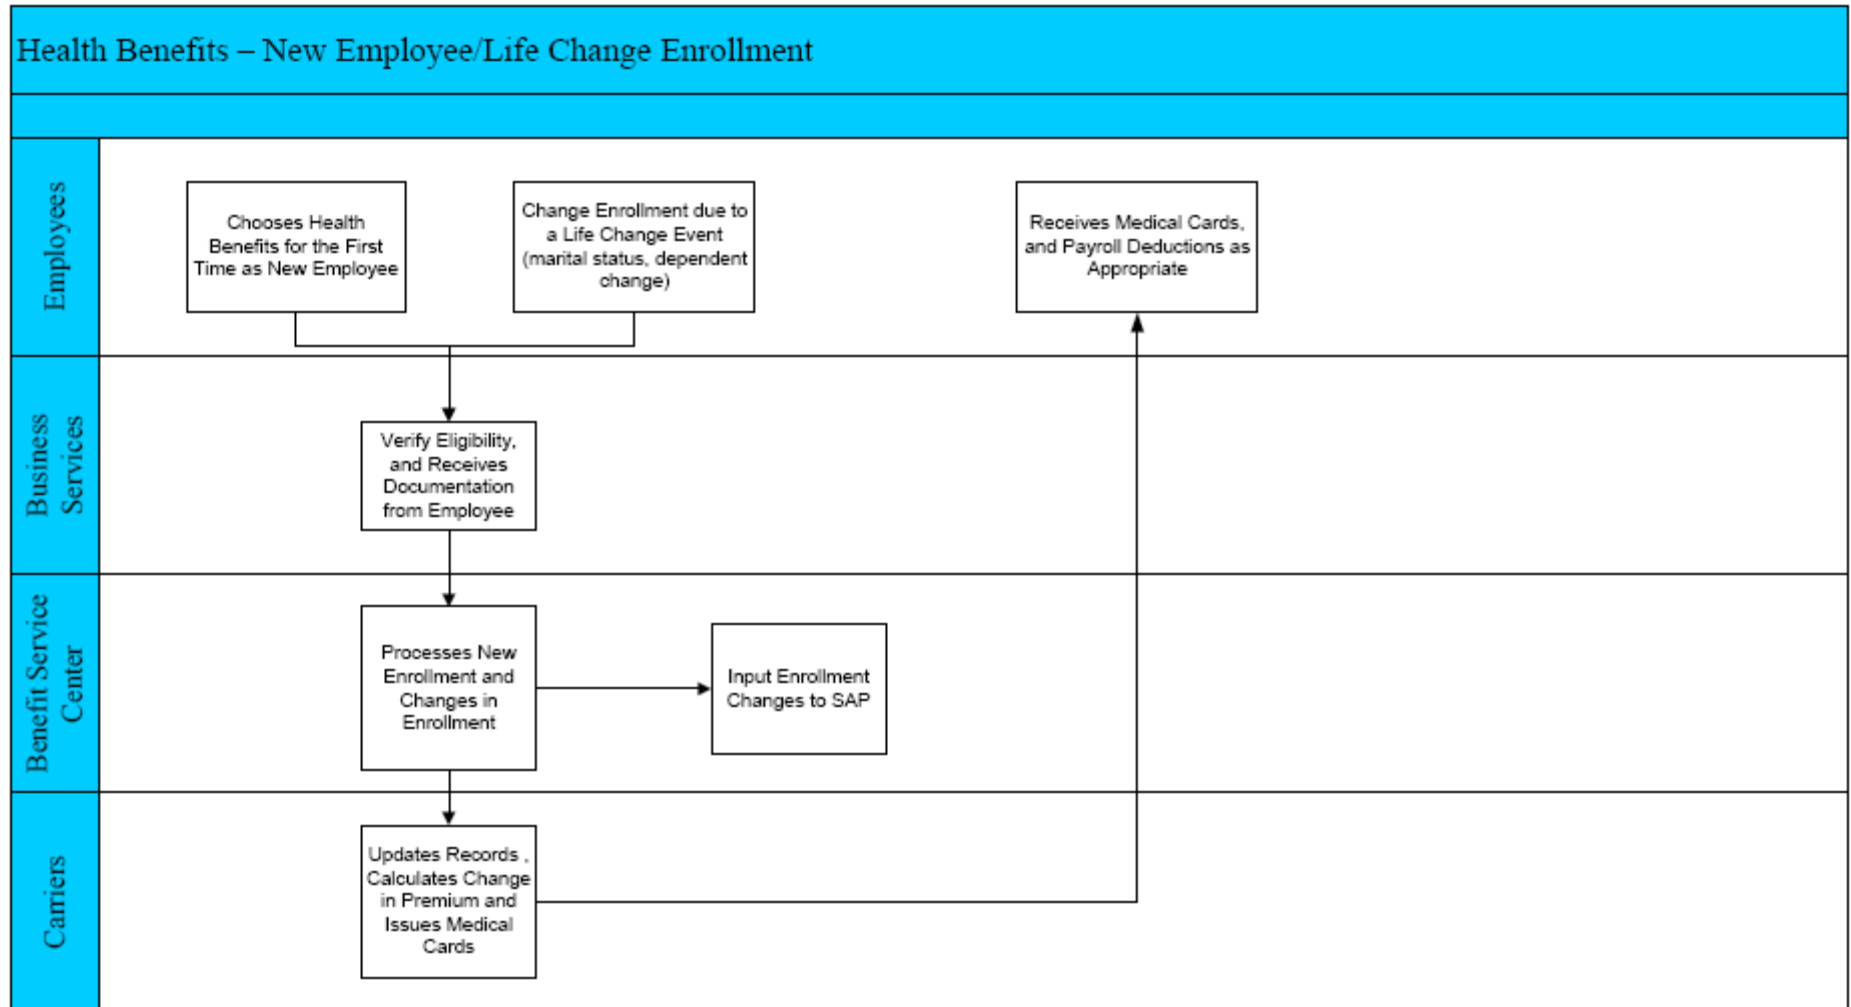 Health Benefits – New Employee/Life Change Enrollment
Employees
Chooses Health
Benefits for the First
Time as New Employee
Change Enrollment due to
a Life Change Event
(marital status, dependent
change)
Receives Medical Cards,
and Payroll Deductions as
Appropriate
Business
Services
Verify Eligibility,
and Receives
Documentation
from Employee
Benefit Service
Center
Processes New
Enrollment and
Changes in
Enrollment
Input Enrollment
Changes to SAP
Carriers
Updates Records ,
Calculates Change
in Premium and
Issues Medical
Cards